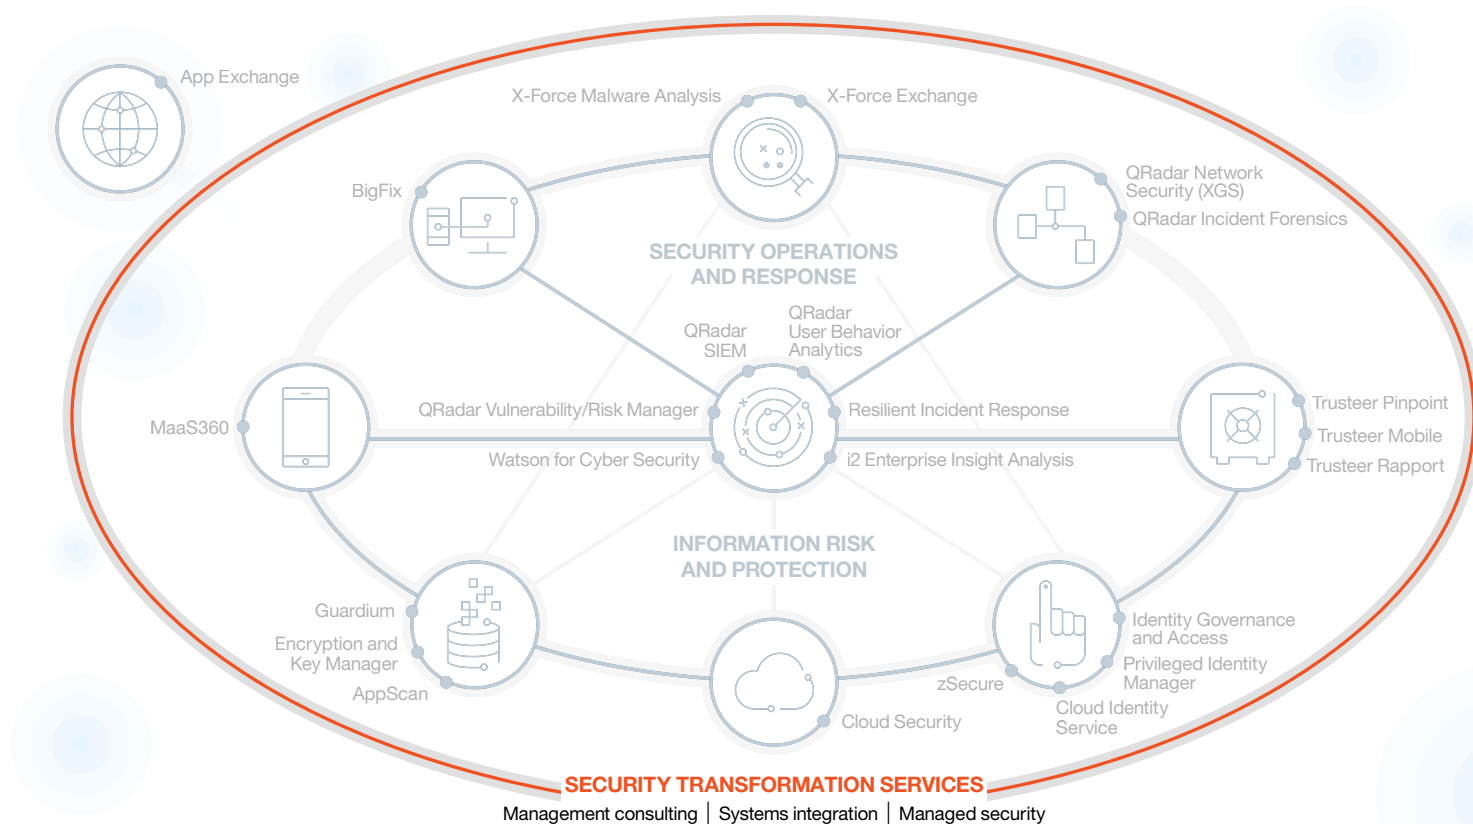 App Exchange
X-Force Malware Analysis
X-Force Exchange
BigFix
QRadar Network
Security (XGS)
QRadar Incident Forensics
SECURITY OPERATIONS
AND RESPONSE
QRadar
SIEM
QRadar
User Behavior
Analytics
MaaS360
QRadar Vulnerability/Risk Manager
Resilient Incident Response
Watson for Cyber Security
i2 Enterprise Insight Analysis
Trusteer Pinpoint
Trusteer Mobile
Trusteer Rapport
INFORMATION RISK
AND PROTECTION
Guardium
Encryption and
Key Manager
AppScan
Cloud Security
zSecure
Identity Governance
and Access
Privileged Identity
Manager
Cloud Identity
Service
SECURITY TRANSFORMATION SERVICES
Management consulting | Systems integration | Managed security